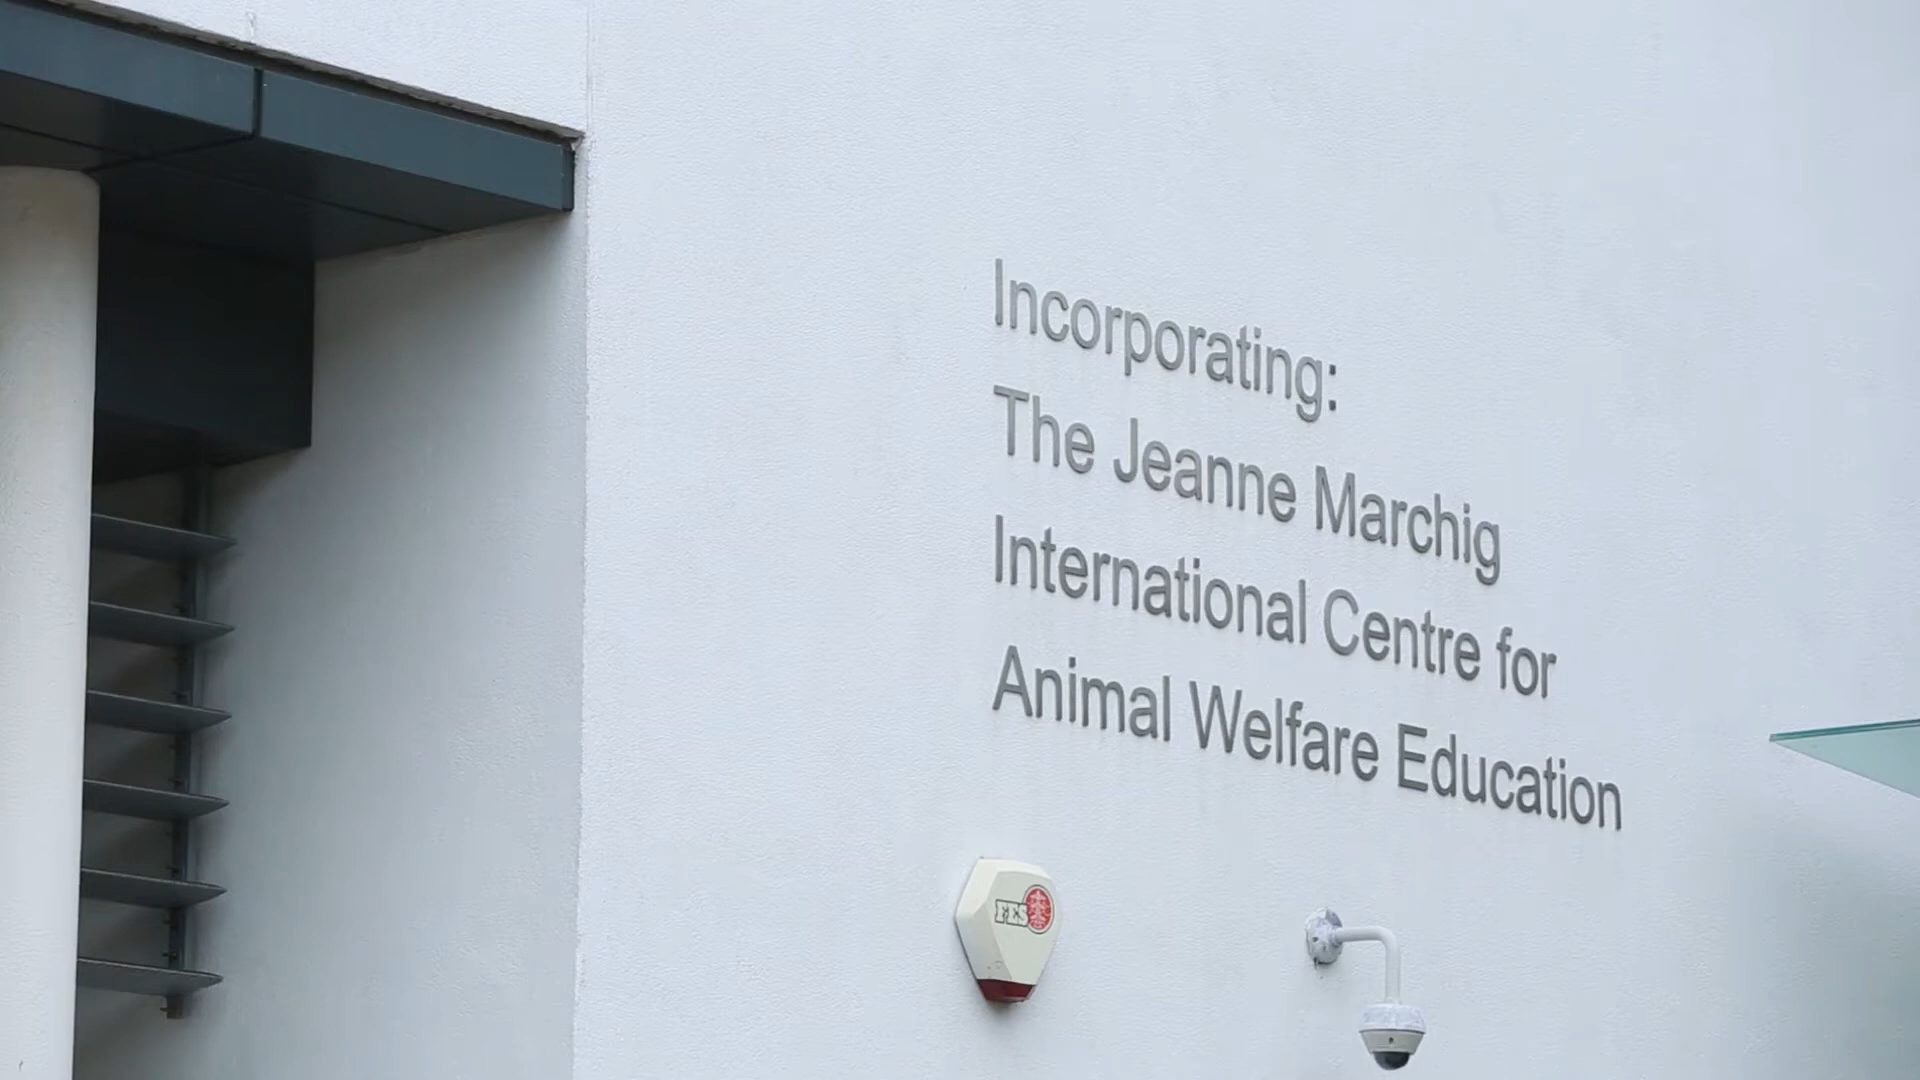 Incorporating:
The Jeanne Marchig
International Centre for
Animal Welfare Education